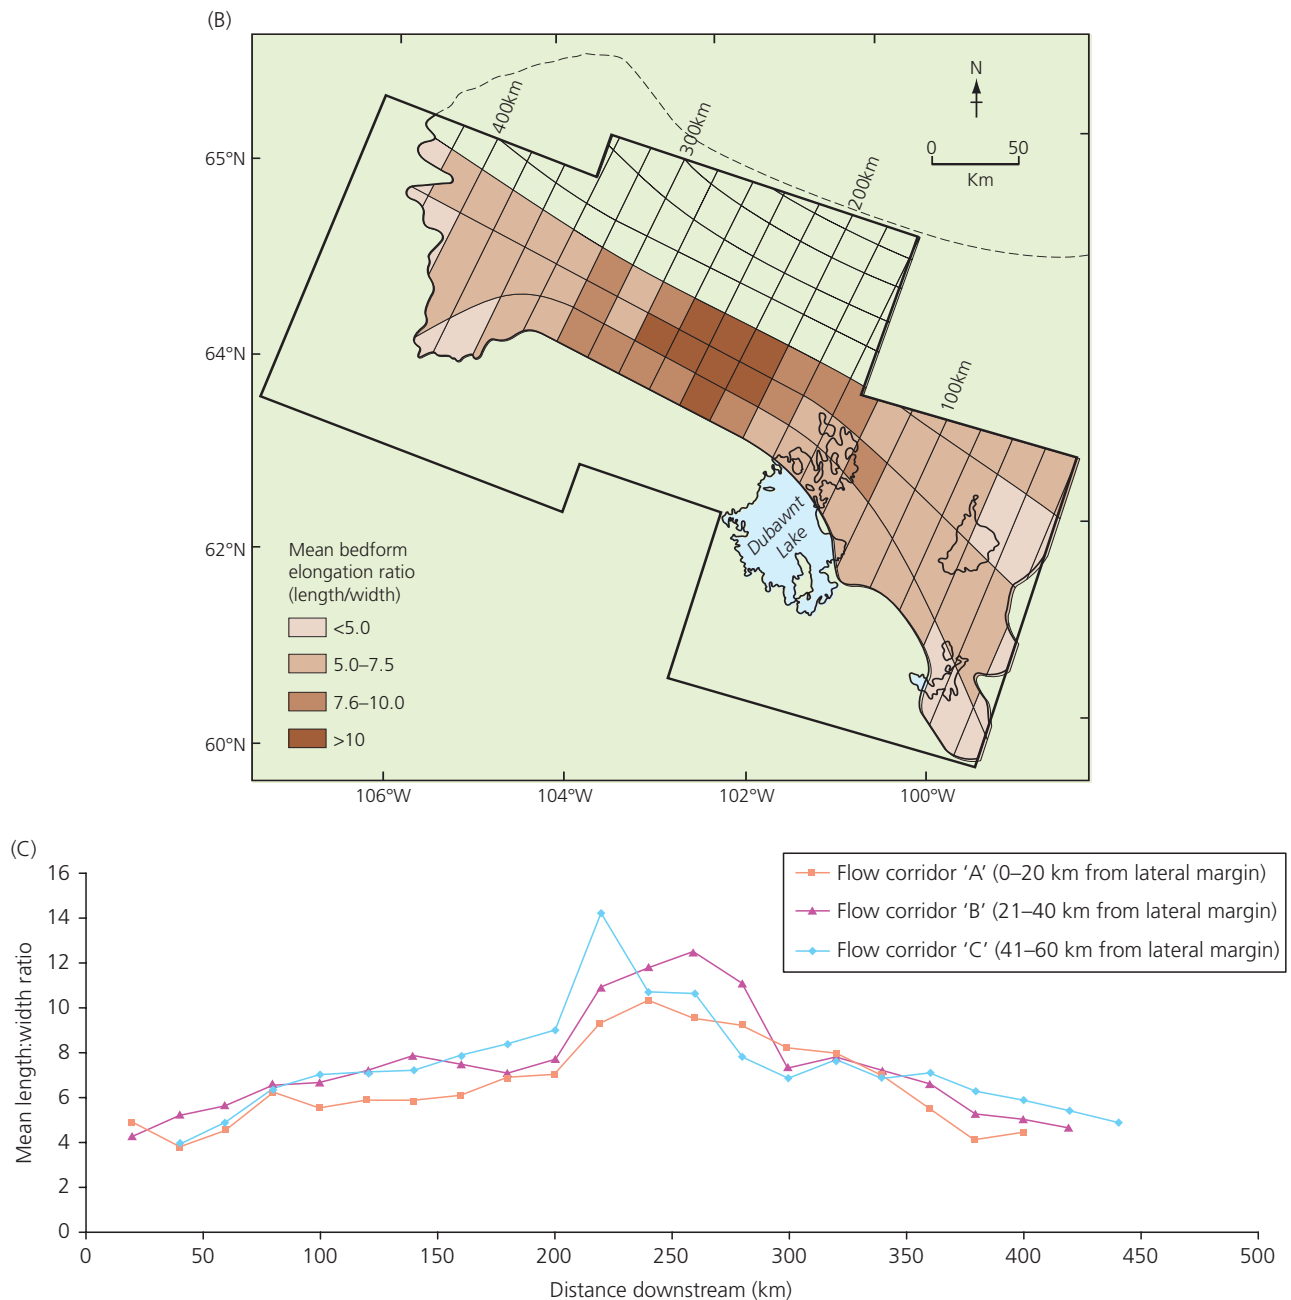 (B)
N
0 50
Km
400km
300km
200km
100km
65°N
64°N
62°N
60°N
Dubawnt
Lake
Mean bedform
elongation ratio
(length/width)
<5.0
5.0–7.5
7.6–10.0
>10
106°W 104°W 102°W 100°W
(C)
Flow corridor ‘A’ (0–20 km from lateral margin)
Flow corridor ‘B’ (21–40 km from lateral margin)
Flow corridor ‘C’ (41–60 km from lateral margin)
Mean length:width ratio
16
14
12
10
8
6
4
2
0
0 50 100 150 200 250 300 350 400 450 500
Distance downstream (km)